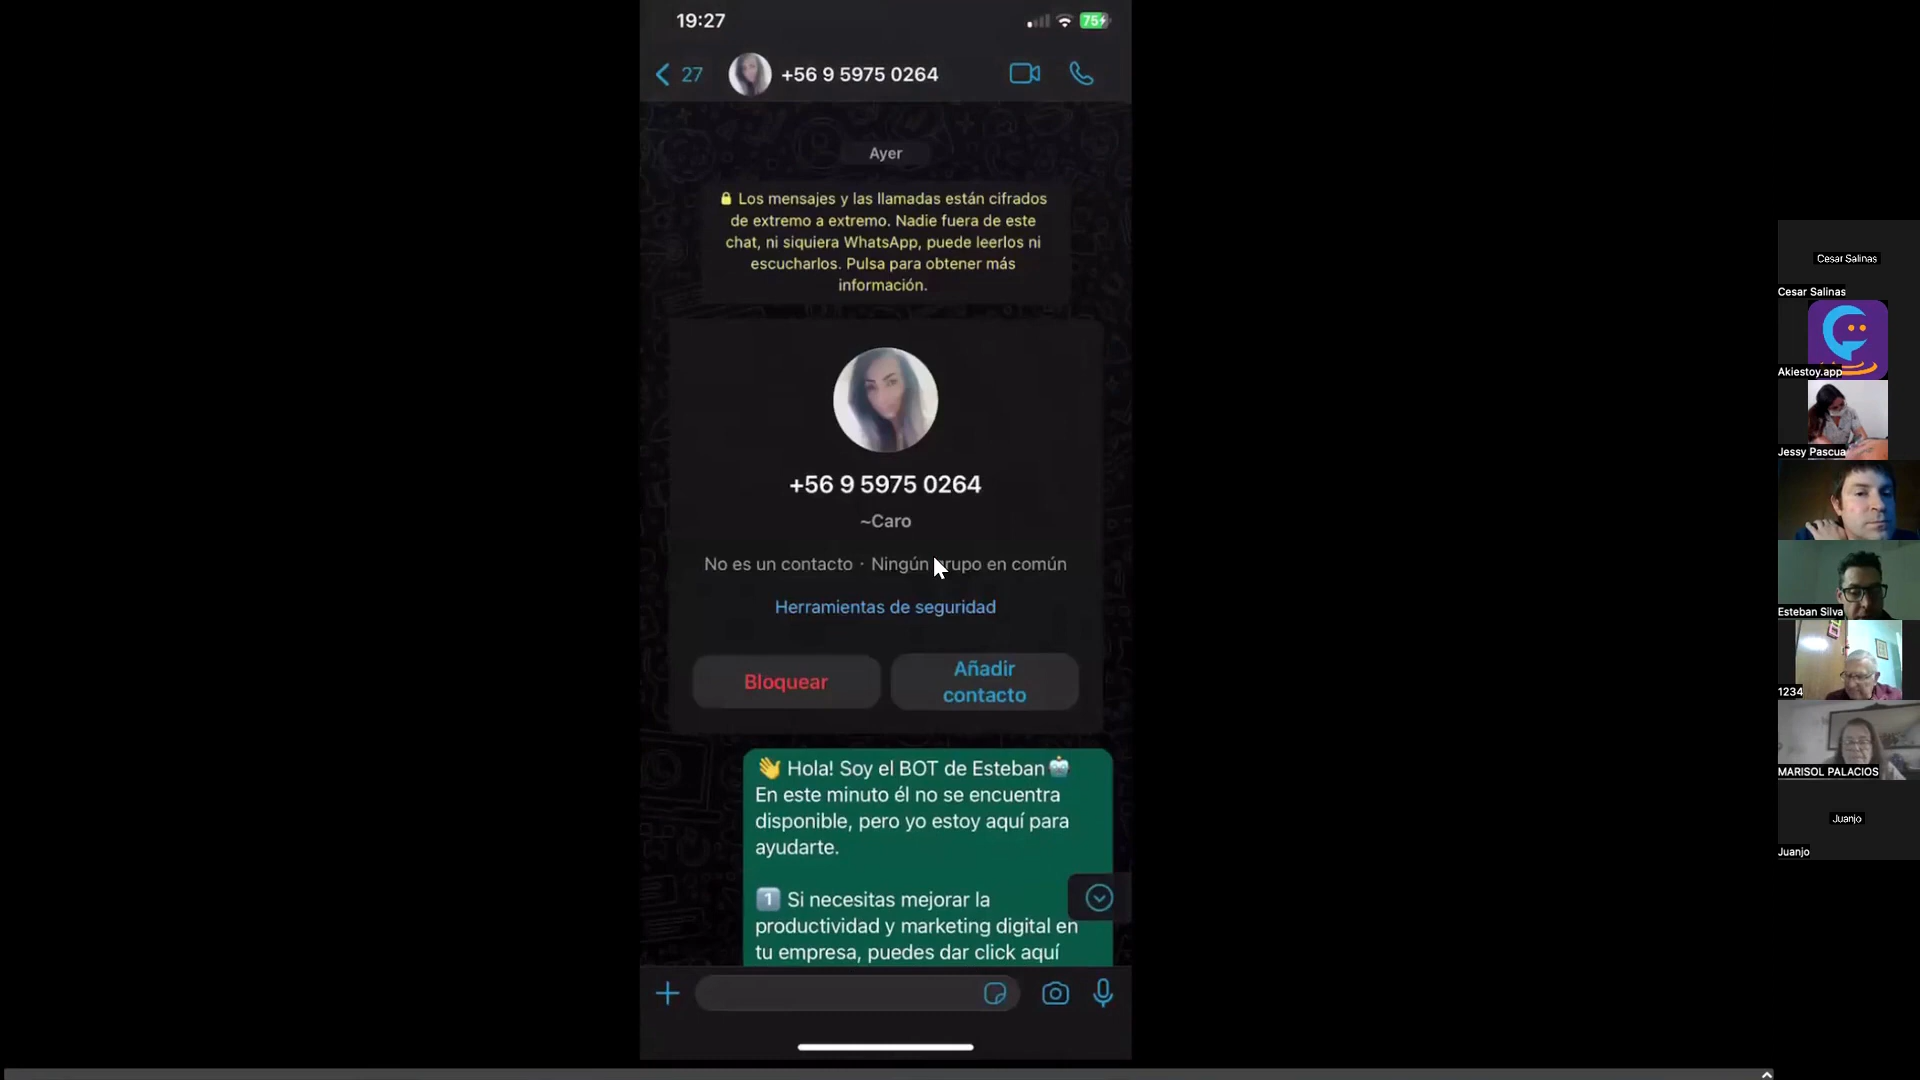 19:27
75
27
+56 9 5975 0264
Ayer
Los mensajes y las llamadas están cifrados
de extremo a extremo. Nadie fuera de este
chat, ni siquiera WhatsApp, puede leerlos ni
escucharlos. Pulsa para obtener más
información.
+56 9 5975 0264
~Caro
No es un contacto · Ningún grupo en común
Herramientas de seguridad
Bloquear
Añadir
contacto
👋 Hola! Soy el BOT de Esteban🤖
En este minuto él no se encuentra
disponible, pero yo estoy aquí para
ayudarte.
1️⃣ Si necesitas mejorar la
productividad y marketing digital en
tu empresa, puedes dar click aquí
Cesar Salinas
Cesar Salinas
Akiestoy.app
Jessy Pascua
Esteban Silva
1234
MARISOL PALACIOS
Juanjo
Juanjo